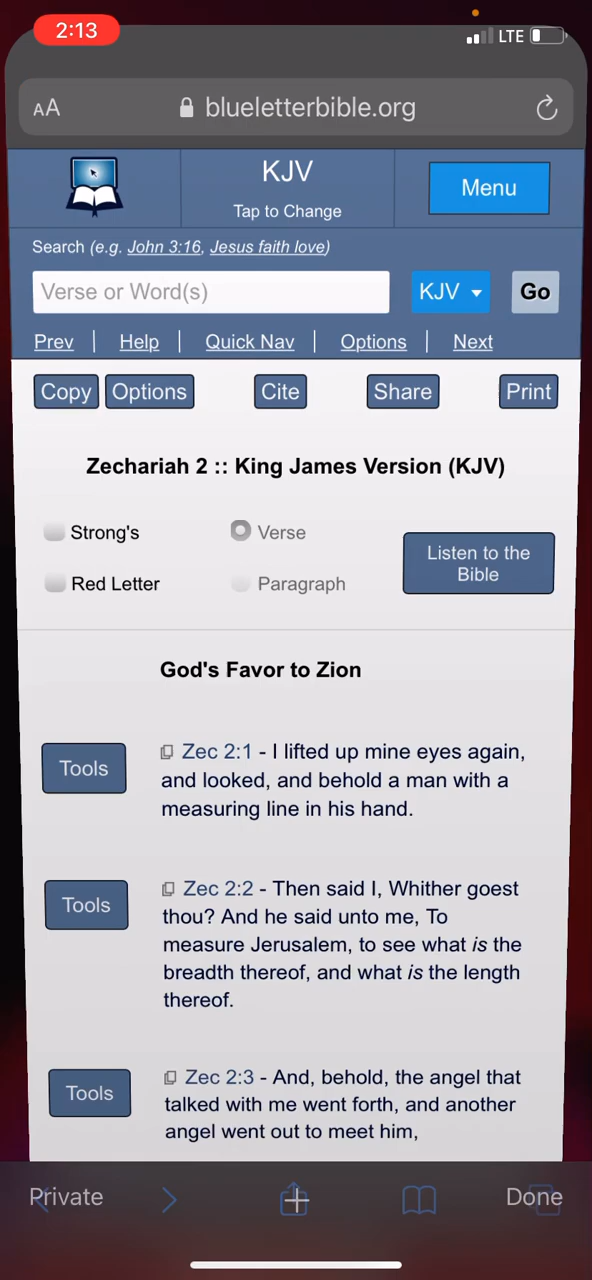 2:13
LTE
AA blueletterbible.org
KJV
Tap to Change
Menu
Search (e.g. John 3:16, Jesus faith love)
Verse or Word(s)
KJV
Go
Prev | Help | Quick Nav | Options | Next
Copy Options Cite Share Print
Zechariah 2 :: King James Version (KJV)
Strong's
Verse
Listen to the
Bible
Red Letter
Paragraph
God's Favor to Zion
Tools
Zec 2:1 - I lifted up mine eyes again,
and looked, and behold a man with a
measuring line in his hand.
Tools
Zec 2:2 - Then said I, Whither goest
thou? And he said unto me, To
measure Jerusalem, to see what is the
breadth thereof, and what is the length
thereof.
Tools
Zec 2:3 - And, behold, the angel that
talked with me went forth, and another
angel went out to meet him,
Private
Done